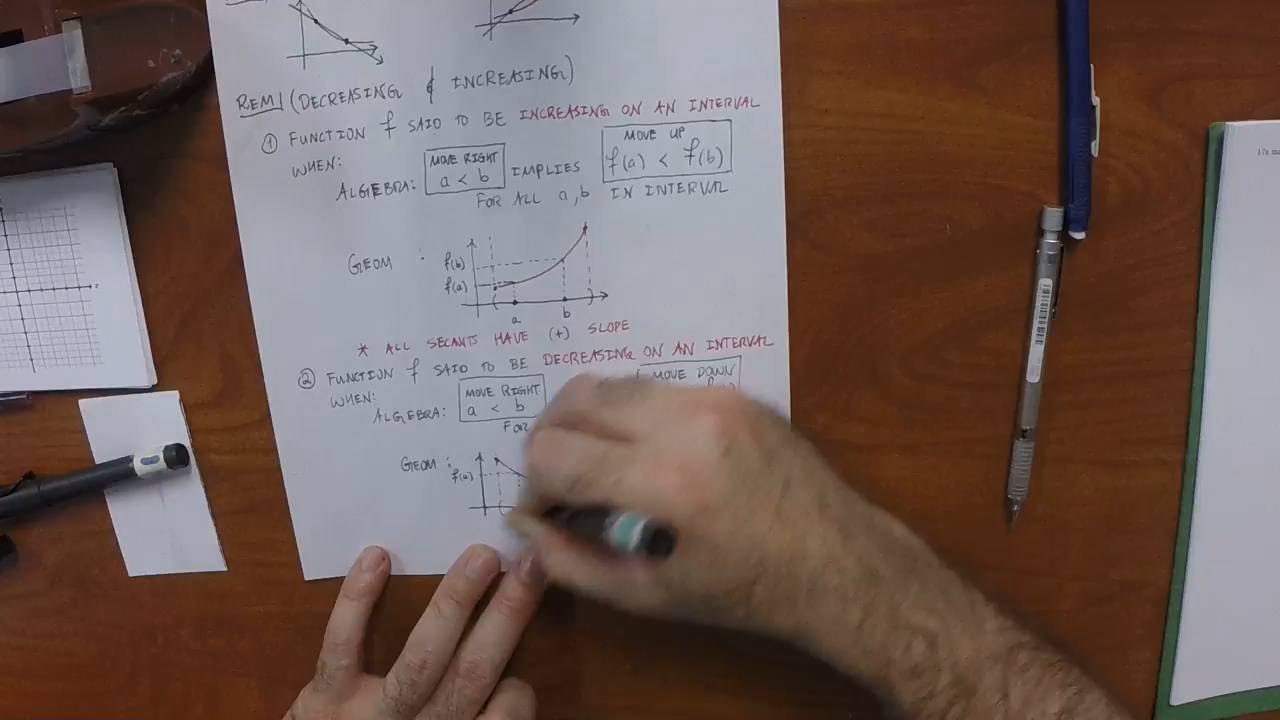 REM | (DECREASING & INCREASING)
① FUNCTION f SAID TO BE INCREASING ON AN INTERVAL
WHEN:
MOVE RIGHT
MOVE UP
ALGEBRA: a < b IMPLIES f(a) < f(b)
FOR ALL a, b IN INTERVAL
GEOM :
f(b)
f(a)
a b
* ALL SECANTS HAVE (+) SLOPE
② FUNCTION f SAID TO BE DECREASING ON AN INTERVAL
WHEN:
MOVE RIGHT
MOVE DOWN
ALGEBRA: a < b
FOR
GEOM :
f(a)